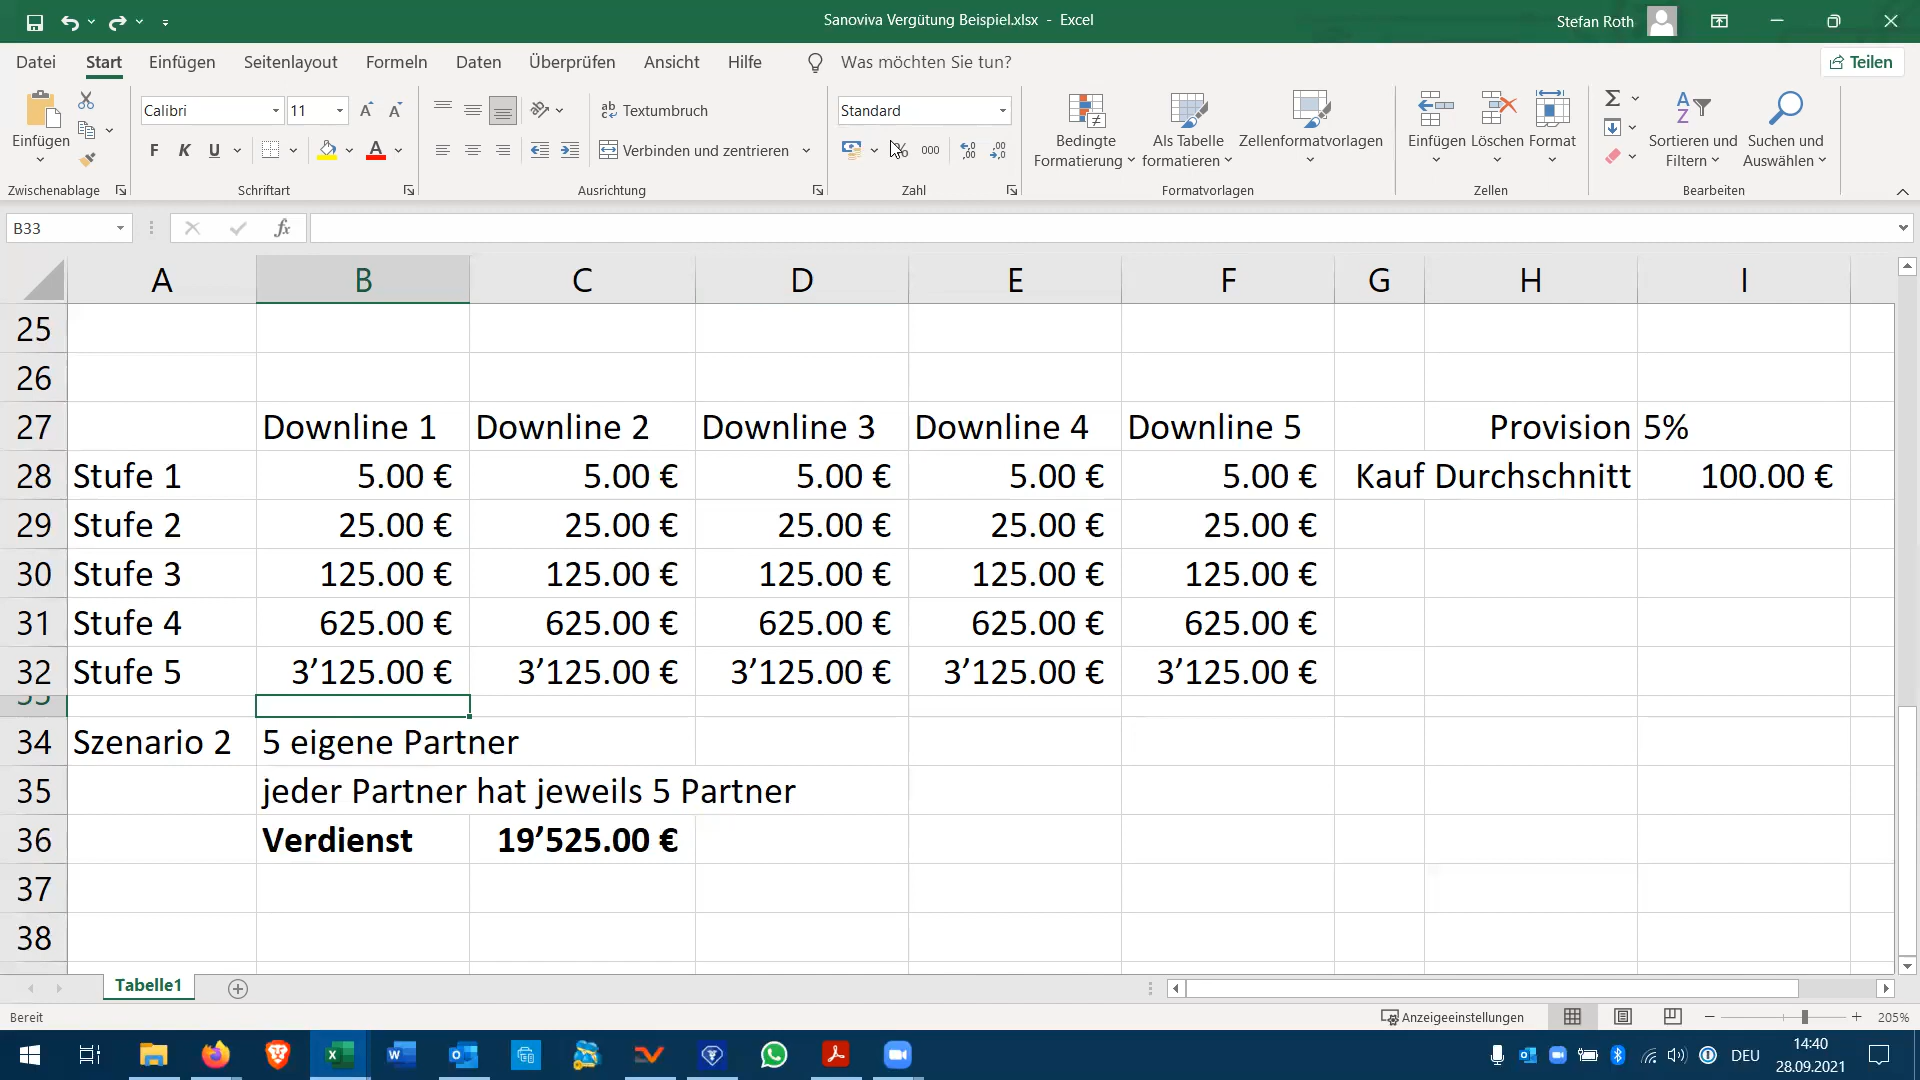 Sanoviva Vergütung Beispiel.xlsx - Excel
Stefan Roth
Datei Start Einfügen Seitenlayout Formeln Daten Überprüfen Ansicht Hilfe Was möchten Sie tun? Teilen
Calibri 11 Textumbruch Standard
Einfügen F K U A Verbinden und zentrieren % 000
Bedingte Formatierung Als Tabelle formatieren Zellenformatvorlagen Einfügen Löschen Format Sortieren und Filtern Suchen und Auswählen
Zwischenablage Schriftart Ausrichtung Zahl Formatvorlagen Zellen Bearbeiten
B33 fx
A B C D E F G H I
25
26
27 Downline 1 Downline 2 Downline 3 Downline 4 Downline 5 Provision 5%
28 Stufe 1 5.00 € 5.00 € 5.00 € 5.00 € 5.00 € Kauf Durchschnitt 100.00 €
29 Stufe 2 25.00 € 25.00 € 25.00 € 25.00 € 25.00 €
30 Stufe 3 125.00 € 125.00 € 125.00 € 125.00 € 125.00 €
31 Stufe 4 625.00 € 625.00 € 625.00 € 625.00 € 625.00 €
32 Stufe 5 3’125.00 € 3’125.00 € 3’125.00 € 3’125.00 € 3’125.00 €
33
34 Szenario 2 5 eigene Partner
35 jeder Partner hat jeweils 5 Partner
36 Verdienst 19’525.00 €
37
38
Tabelle1
Bereit Anzeigeeinstellungen 205%
DEU 14:40
28.09.2021